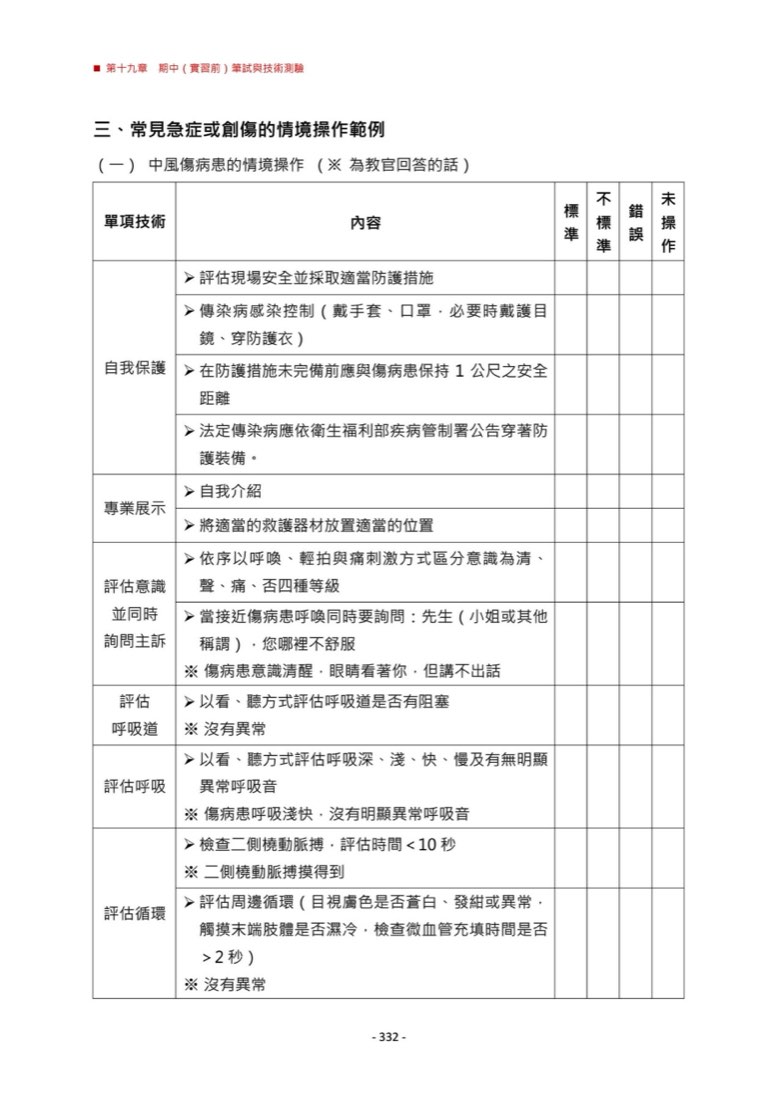 ■ 第十九章　期中（實習前）筆試與技術測驗
三、常見急症或創傷的情境操作範例
（一） 中風傷病患的情境操作 （※ 為教官回答的話）
單項技術
內容
標準
不標準
錯誤
未操作
自我保護
➢ 評估現場安全並採取適當防護措施
➢ 傳染病感染控制（戴手套、口罩，必要時戴護目
鏡、穿防護衣）
➢ 在防護措施未完備前應與傷病患保持 1 公尺之安全
距離
➢ 法定傳染病應依衛生福利部疾病管制署公告穿著防
護裝備。
專業展示
➢ 自我介紹
➢ 將適當的救護器材放置適當的位置
評估意識
並同時
詢問主訴
➢ 依序以呼喚、輕拍與痛刺激方式區分意識為清、
聲、痛、否四種等級
➢ 當接近傷病患呼喚同時要詢問：先生（小姐或其他
稱謂），您哪裡不舒服
※ 傷病患意識清醒，眼睛看著你，但講不出話
評估
呼吸道
➢ 以看、聽方式評估呼吸道是否有阻塞
※ 沒有異常
評估呼吸
➢ 以看、聽方式評估呼吸深、淺、快、慢及有無明顯
異常呼吸音
※ 傷病患呼吸淺快，沒有明顯異常呼吸音
評估循環
➢ 檢查二側橈動脈搏，評估時間＜10 秒
※ 二側橈動脈搏摸得到
➢ 評估周邊循環（目視膚色是否蒼白、發紺或異常，
觸摸末端肢體是否濕冷，檢查微血管充填時間是否
＞2 秒）
※ 沒有異常
- 332 -